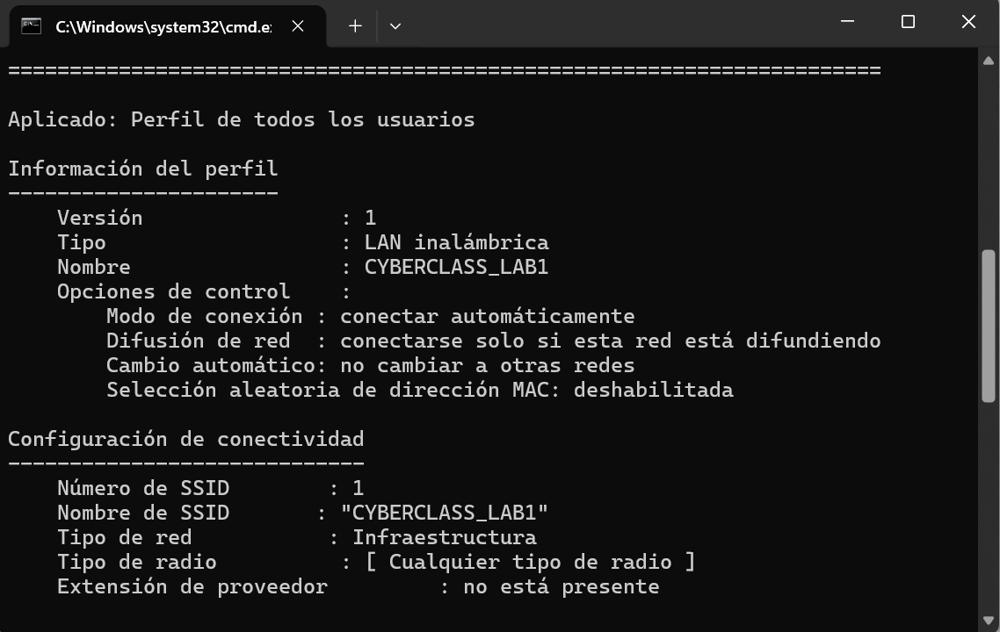 C:\Windows\system32\cmd.e
=======================================================================
Aplicado: Perfil de todos los usuarios
Información del perfil
----------------------
    Versión                : 1
    Tipo                   : LAN inalámbrica
    Nombre                 : CYBERCLASS_LAB1
    Opciones de control    :
        Modo de conexión : conectar automáticamente
        Difusión de red  : conectarse solo si esta red está difundiendo
        Cambio automático: no cambiar a otras redes
        Selección aleatoria de dirección MAC: deshabilitada
Configuración de conectividad
-----------------------------
    Número de SSID        : 1
    Nombre de SSID       : "CYBERCLASS_LAB1"
    Tipo de red           : Infraestructura
    Tipo de radio          : [ Cualquier tipo de radio ]
    Extensión de proveedor         : no está presente